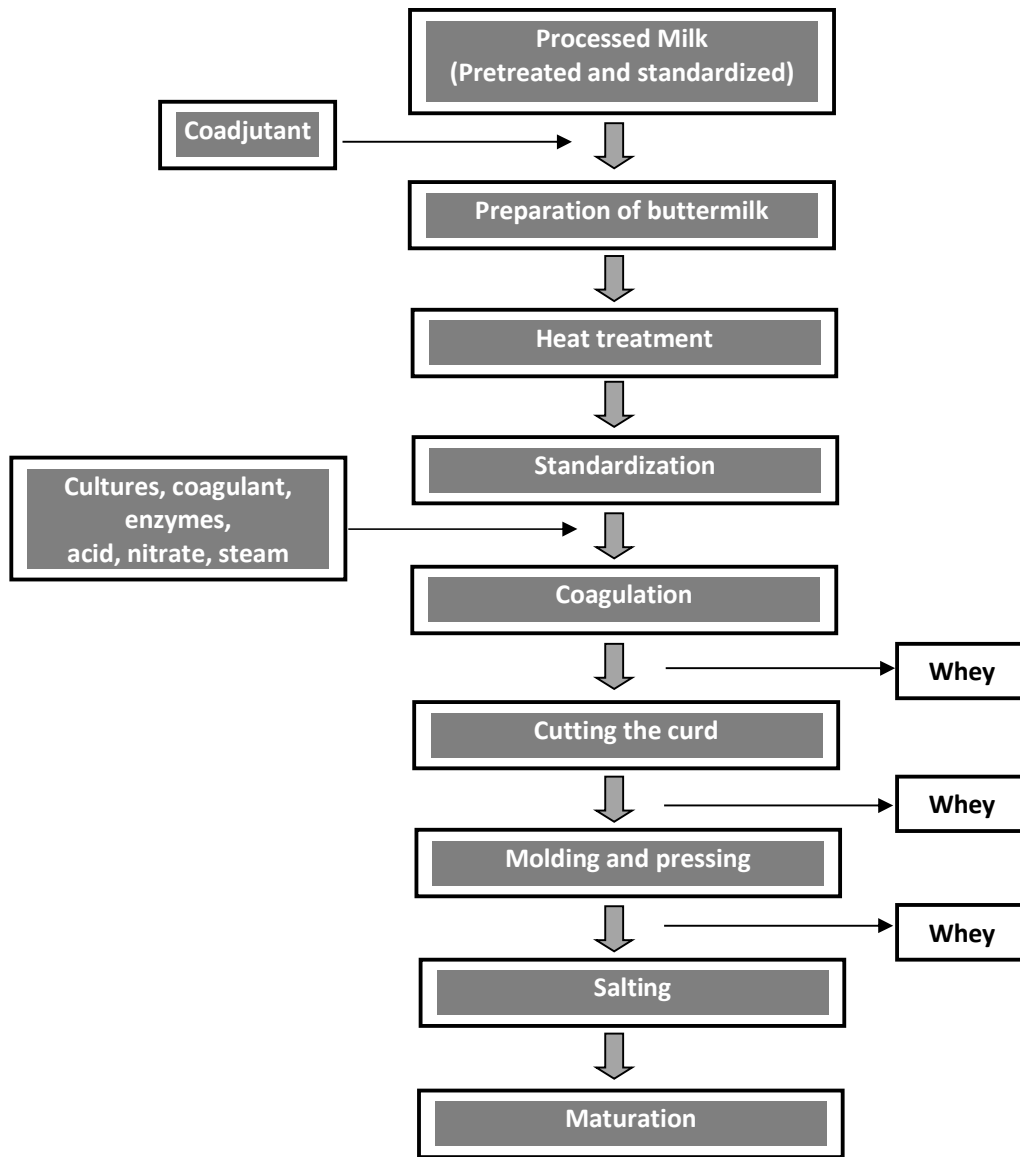 Processed Milk
(Pretreated and standardized)
Coadjutant
Preparation of buttermilk
Heat treatment
Standardization
Cultures, coagulant,
enzymes,
acid, nitrate, steam
Coagulation
Whey
Cutting the curd
Whey
Molding and pressing
Whey
Salting
Maturation